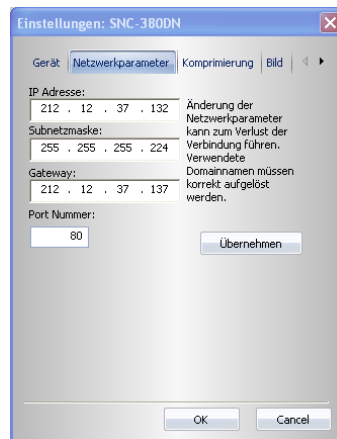 Einstellungen: SNC-380DN
Gerät Netzwerkparameter Komprimierung Bild
IP Adresse:
212 . 12 . 37 . 132
Subnetzmaske:
255 . 255 . 255 . 224
Gateway:
212 . 12 . 37 . 137
Port Nummer:
80
Änderung der
Netzwerkparameter
kann zum Verlust der
Verbindung führen.
Verwendete
Domainnamen müssen
korrekt aufgelöst
werden.
Übernehmen
OK Cancel